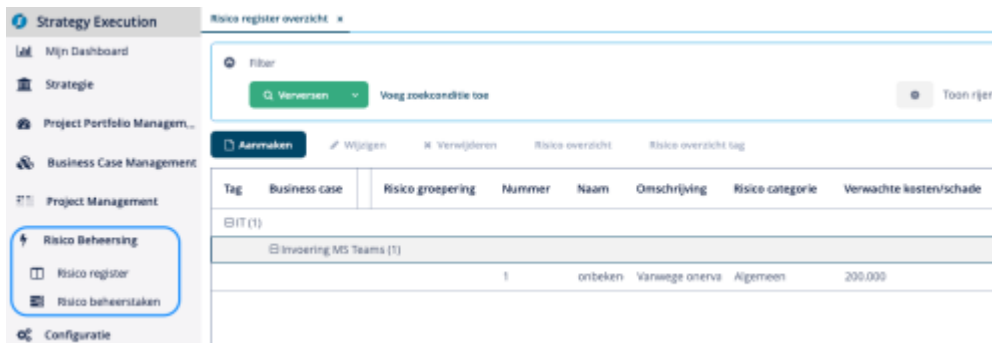 Strategy Execution
Mijn Dashboard
Strategie
Project Portfolio Managem...
Business Case Management
Project Management
Risico Beheersing
Risico register
Risico beheerstaken
Configuratie
Risico register overzicht ×
Filter
Verversen
Voeg zoekconditie toe
Toon rijen
Aanmaken Wijzigen Verwijderen Risico overzicht Risico overzicht tag
Tag Business case Risico groepering Nummer Naam Omschrijving Risico categorie Verwachte kosten/schade
IT (1)
Invoering MS Teams (1)
1 onbeken Vanwege onerva Algemeen 200.000